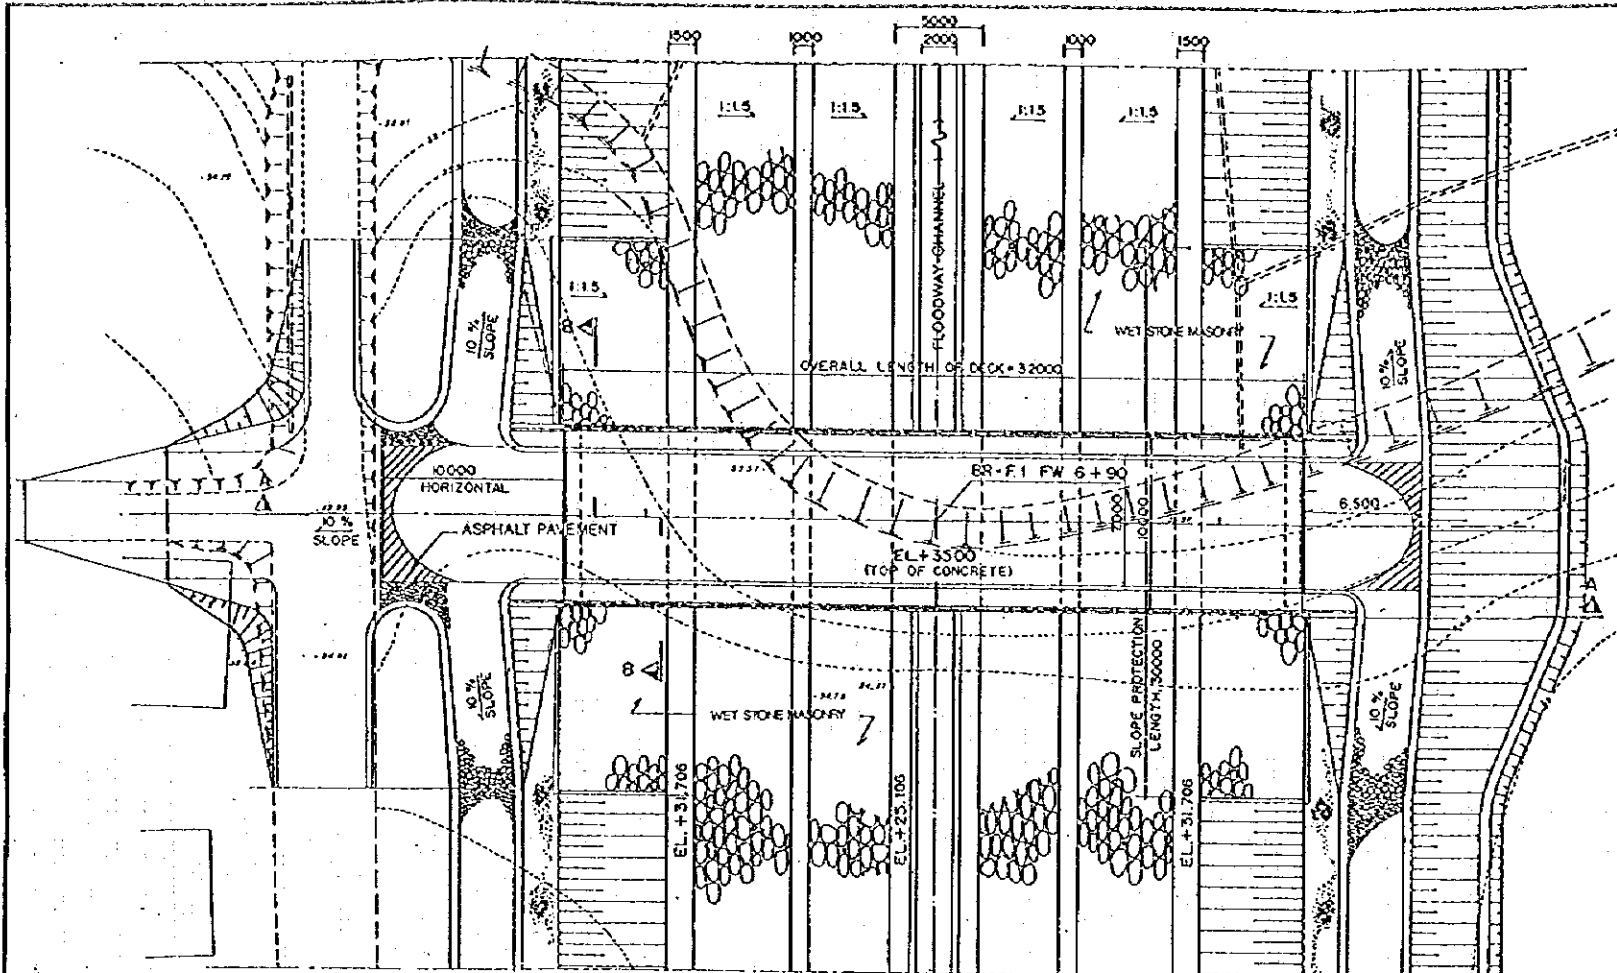 5000
1500
1000
2000
1000
1500
1:1.5
1:1.5
1:1.5
1:1.5
FLOODWAY-CHANNEL
1:1.5
1:1.5
8
10 %
SLOPE
WET STONE MASONRY
10 %
SLOPE
OVERALL LENGTH OF DECK = 32000
10000
HORIZONTAL
BR-F.1 FW 6+90
6,500
10 %
SLOPE
ASPHALT PAVEMENT
7000
10000
EL.+3500
(TOP OF CONCRETE)
A
A
8
10 %
SLOPE
WET STONE MASONRY
SLOPE PROTECTION
LENGTH, 30000
10 %
SLOPE
EL.+31.706
EL.+25.106
EL.+31.706